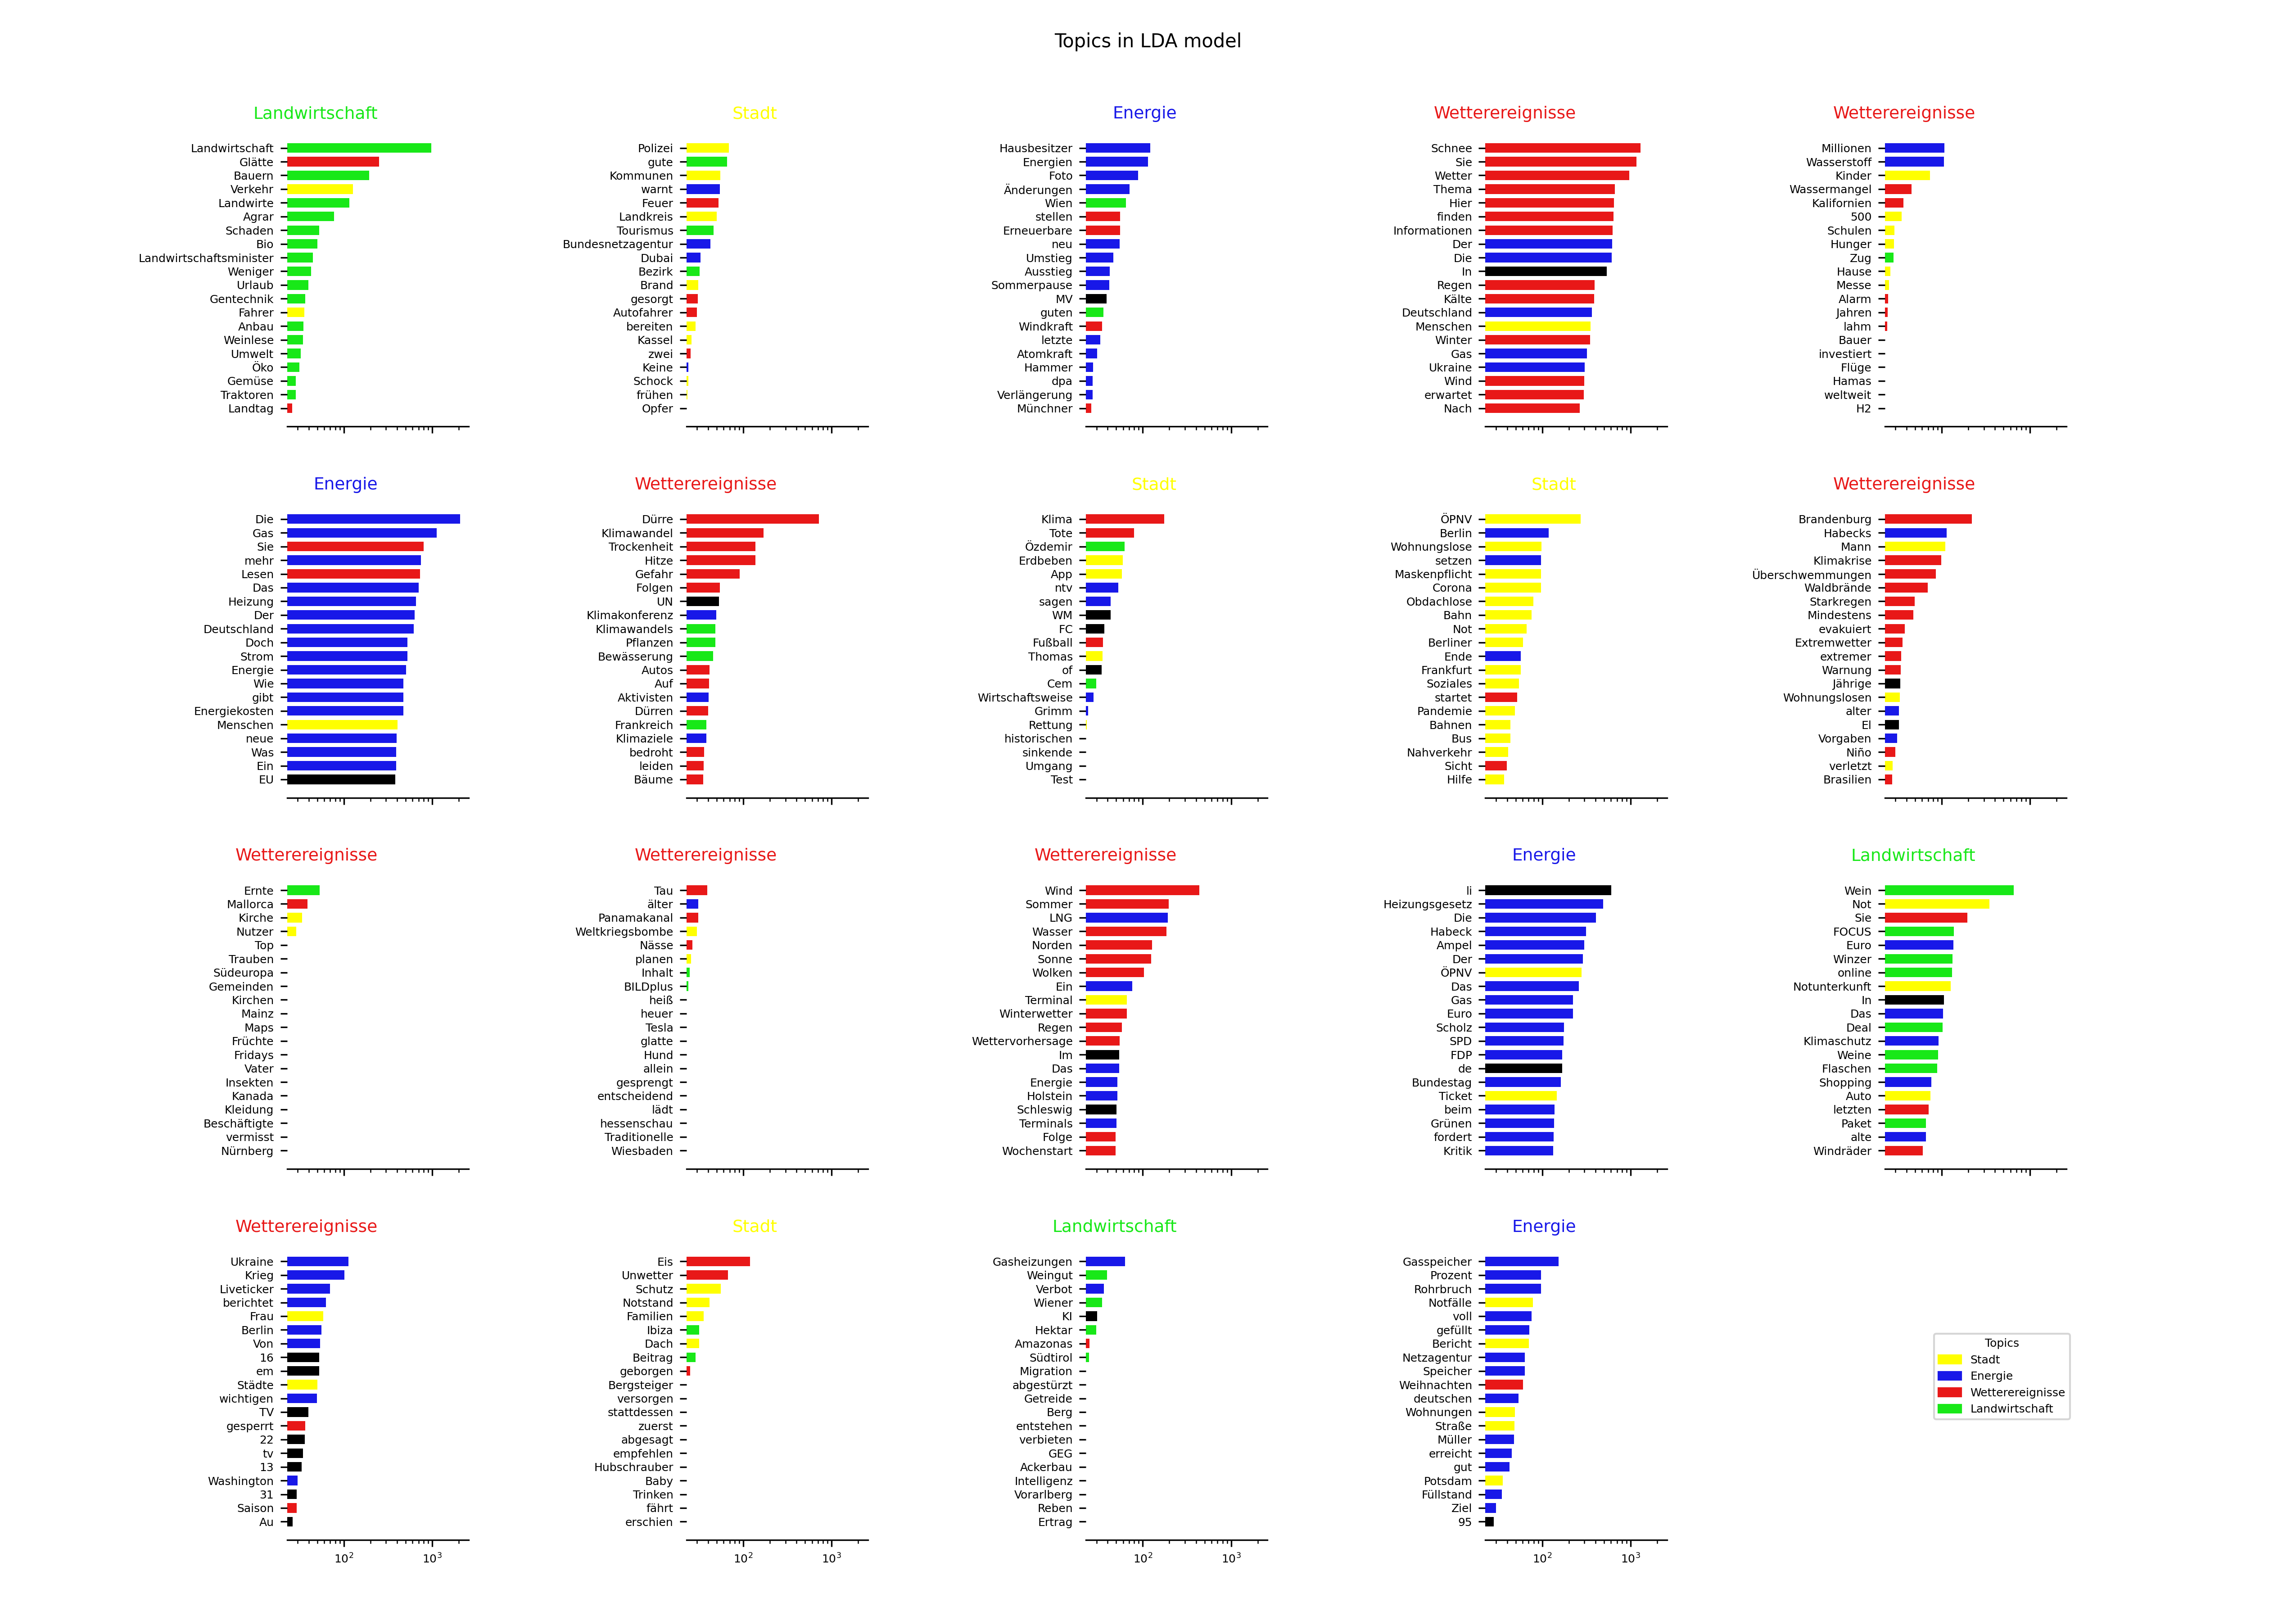 Topics in LDA model
Landwirtschaft
Landwirtschaft
Glätte
Bauern
Verkehr
Landwirte
Agrar
Schaden
Bio
Landwirtschaftsminister
Weniger
Urlaub
Gentechnik
Fahrer
Anbau
Weinlese
Umwelt
Öko
Gemüse
Traktoren
Landtag
Stadt
Polizei
gute
Kommunen
warnt
Feuer
Landkreis
Tourismus
Bundesnetzagentur
Dubai
Bezirk
Brand
gesorgt
Autofahrer
bereiten
Kassel
zwei
Keine
Schock
frühen
Opfer
Energie
Hausbesitzer
Energien
Foto
Änderungen
Wien
stellen
Erneuerbare
neu
Umstieg
Ausstieg
Sommerpause
MV
guten
Windkraft
letzte
Atomkraft
Hammer
dpa
Verlängerung
Münchner
Wetterereignisse
Schnee
Sie
Wetter
Thema
Hier
finden
Informationen
Der
Die
In
Regen
Kälte
Deutschland
Menschen
Winter
Gas
Ukraine
Wind
erwartet
Nach
Wetterereignisse
Millionen
Wasserstoff
Kinder
Wassermangel
Kalifornien
500
Schulen
Hunger
Zug
Hause
Messe
Alarm
Jahren
lahm
Bauer
investiert
Flüge
Hamas
weltweit
H2
Energie
Die
Gas
Sie
mehr
Lesen
Das
Heizung
Der
Deutschland
Doch
Strom
Energie
Wie
gibt
Energiekosten
Menschen
neue
Was
Ein
EU
Wetterereignisse
Dürre
Klimawandel
Trockenheit
Hitze
Gefahr
Folgen
UN
Klimakonferenz
Klimawandels
Pflanzen
Bewässerung
Autos
Auf
Aktivisten
Dürren
Frankreich
Klimaziele
bedroht
leiden
Bäume
Stadt
Klima
Tote
Özdemir
Erdbeben
App
ntv
sagen
WM
FC
Fußball
Thomas
of
Cem
Wirtschaftsweise
Grimm
Rettung
historischen
sinkende
Umgang
Test
Stadt
ÖPNV
Berlin
Wohnungslose
setzen
Maskenpflicht
Corona
Obdachlose
Bahn
Not
Berliner
Ende
Frankfurt
Soziales
startet
Pandemie
Bahnen
Bus
Nahverkehr
Sicht
Hilfe
Wetterereignisse
Brandenburg
Habecks
Mann
Klimakrise
Überschwemmungen
Waldbrände
Starkregen
Mindestens
evakuiert
Extremwetter
extremer
Warnung
Jährige
Wohnungslosen
alter
El
Vorgaben
Niño
verletzt
Brasilien
Wetterereignisse
Ernte
Mallorca
Kirche
Nutzer
Top
Trauben
Südeuropa
Gemeinden
Kirchen
Mainz
Maps
Früchte
Fridays
Vater
Insekten
Kanada
Kleidung
Beschäftigte
vermisst
Nürnberg
Wetterereignisse
Tau
älter
Panamakanal
Weltkriegsbombe
Nässe
planen
Inhalt
BILDplus
heiß
heuer
Tesla
glatte
Hund
allein
gesprengt
entscheidend
lädt
hessenschau
Traditionelle
Wiesbaden
Wetterereignisse
Wind
Sommer
LNG
Wasser
Norden
Sonne
Wolken
Ein
Terminal
Winterwetter
Regen
Wettervorhersage
Im
Das
Energie
Holstein
Schleswig
Terminals
Folge
Wochenstart
Energie
li
Heizungsgesetz
Die
Habeck
Ampel
Der
ÖPNV
Das
Gas
Euro
Scholz
SPD
FDP
de
Bundestag
Ticket
beim
Grünen
fordert
Kritik
Landwirtschaft
Wein
Not
Sie
FOCUS
Euro
Winzer
online
Notunterkunft
In
Das
Deal
Klimaschutz
Weine
Flaschen
Shopping
Auto
letzten
Paket
alte
Windräder
Wetterereignisse
Ukraine
Krieg
Liveticker
berichtet
Frau
Berlin
Von
16
em
Städte
wichtigen
TV
gesperrt
22
tv
13
Washington
31
Saison
Au
10² 10³
Stadt
Eis
Unwetter
Schutz
Notstand
Familien
Ibiza
Dach
Beitrag
geborgen
Bergsteiger
versorgen
stattdessen
zuerst
abgesagt
empfehlen
Hubschrauber
Baby
Trinken
fährt
erschien
10² 10³
Landwirtschaft
Gasheizungen
Weingut
Verbot
Wiener
KI
Hektar
Amazonas
Südtirol
Migration
abgestürzt
Getreide
Berg
entstehen
verbieten
GEG
Ackerbau
Intelligenz
Vorarlberg
Reben
Ertrag
10² 10³
Energie
Gasspeicher
Prozent
Rohrbruch
Notfälle
voll
gefüllt
Bericht
Netzagentur
Speicher
Weihnachten
deutschen
Wohnungen
Straße
Müller
erreicht
gut
Potsdam
Füllstand
Ziel
95
10² 10³
Topics
Stadt
Energie
Wetterereignisse
Landwirtschaft